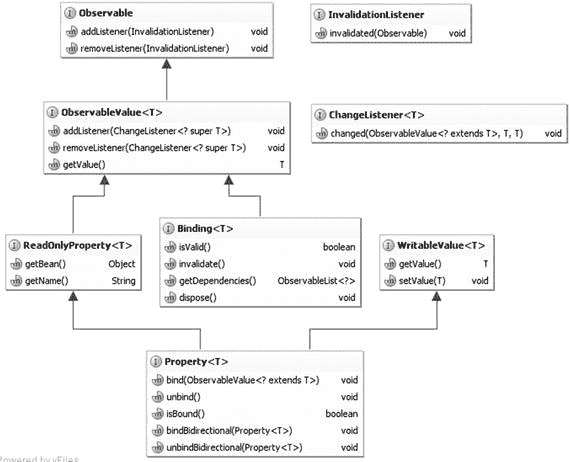 Observable
addListener(InvalidationListener) void
removeListener(InvalidationListener) void
InvalidationListener
invalidated(Observable) void
ObservableValue<T>
addListener(ChangeListener<? super T>) void
removeListener(ChangeListener<? super T>) void
getValue() T
ChangeListener<T>
changed(ObservableValue<? extends T>, T, T) void
ReadOnlyProperty<T>
getBean() Object
getName() String
Binding<T>
isValid() boolean
invalidate() void
getDependencies() ObservableList<?>
dispose() void
WritableValue<T>
getValue() T
setValue(T) void
Property<T>
bind(ObservableValue<? extends T>) void
unbind() void
isBound() boolean
bindBidirectional(Property<T>) void
unbindBidirectional(Property<T>) void
Powered by yFiles